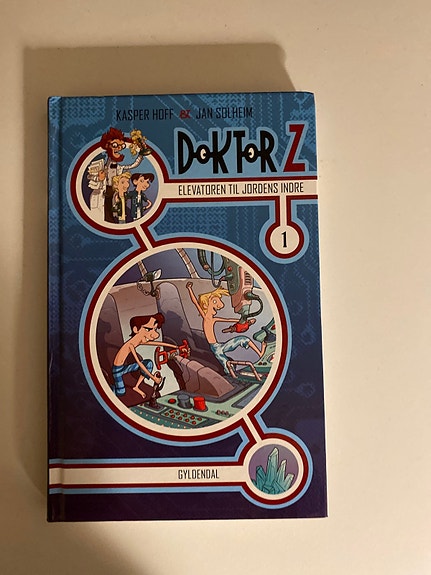 KASPER HOFF & JAN SOLHEIM
DOKTOR Z
ELEVATOREN TIL JORDENS INDRE
1
GYLDENDAL